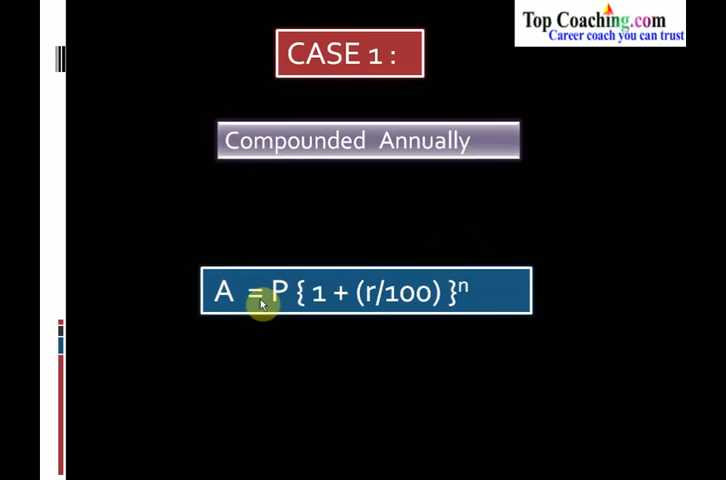 Top Coaching.com
Career coach you can trust
CASE 1 :
Compounded Annually
A = P { 1 + (r/100) }ⁿ